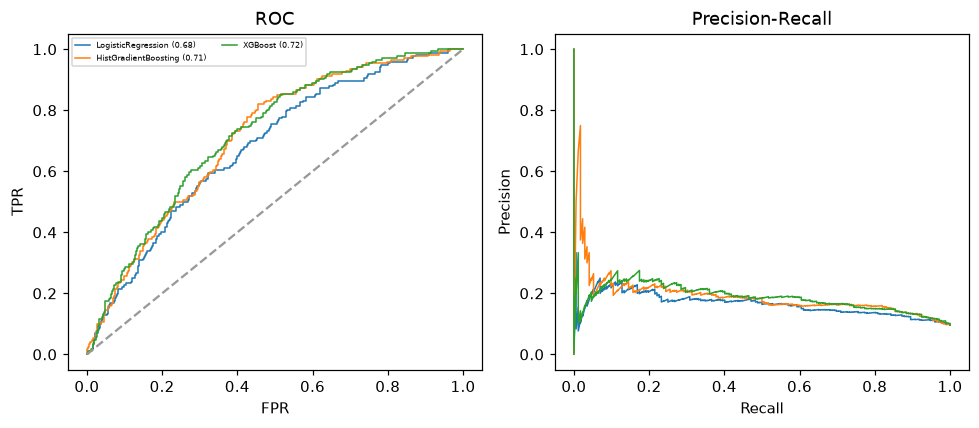 ROC
LogisticRegression (0.68)
HistGradientBoosting (0.71)
XGBoost (0.72)
1.0
0.8
0.6
0.4
0.2
0.0
TPR
0.0 0.2 0.4 0.6 0.8 1.0
FPR
Precision-Recall
1.0
0.8
0.6
0.4
0.2
0.0
Precision
0.0 0.2 0.4 0.6 0.8 1.0
Recall